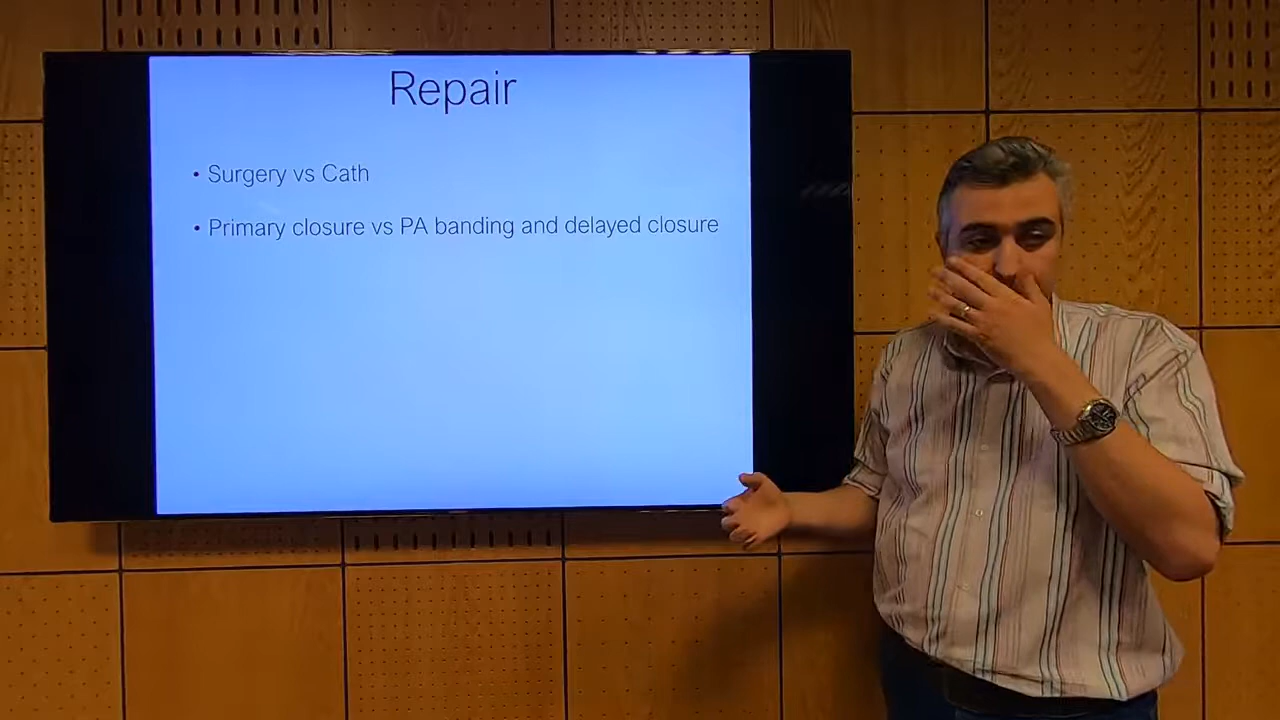 Repair
• Surgery vs Cath
• Primary closure vs PA banding and delayed closure